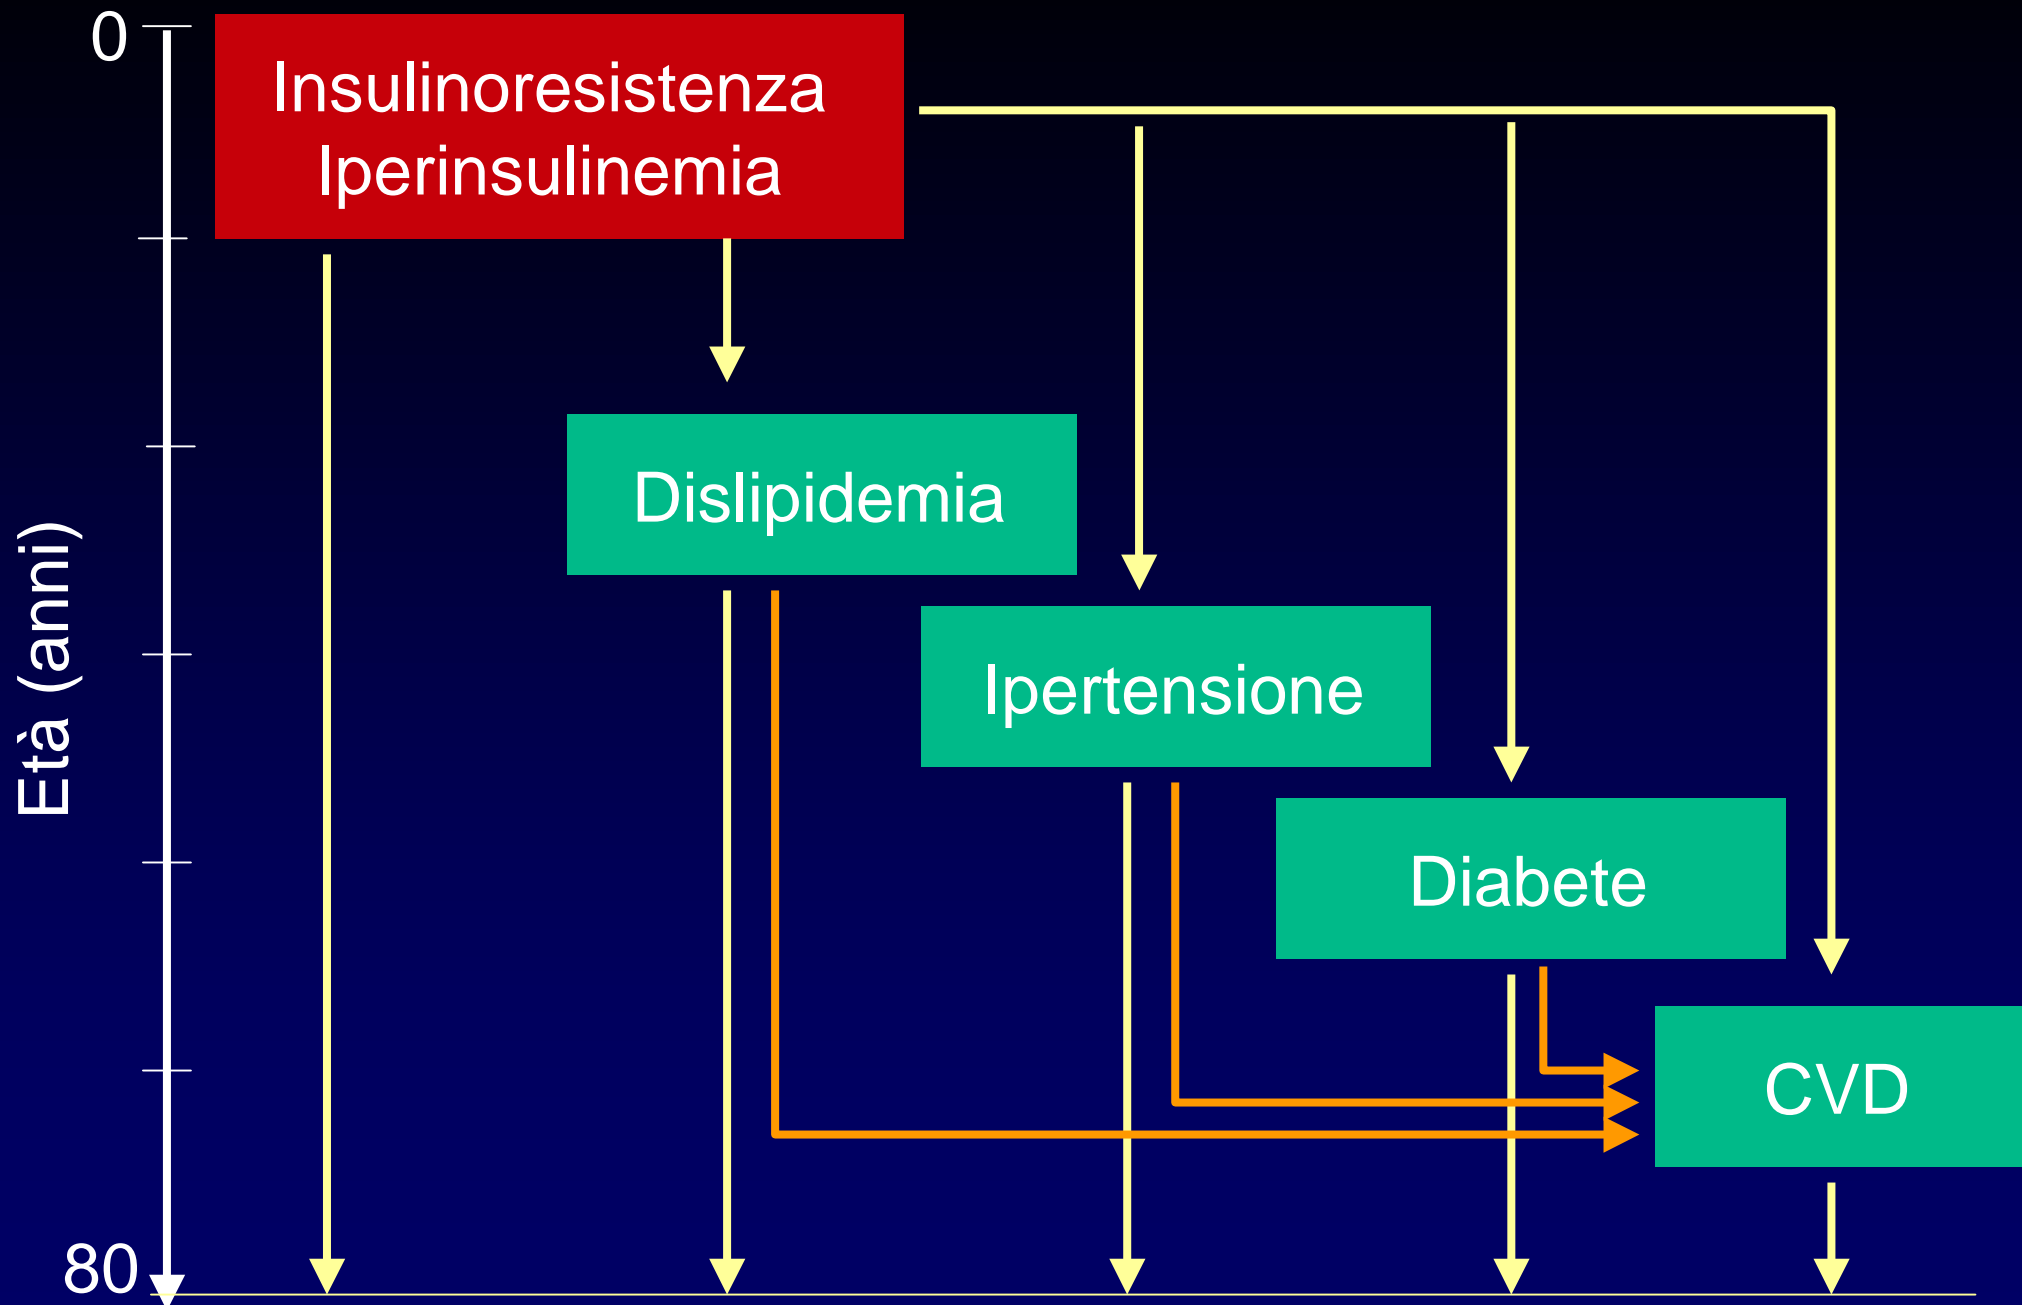 0
Insulinoresistenza
Iperinsulinemia
Dislipidemia
Età (anni)
Ipertensione
Diabete
CVD
80